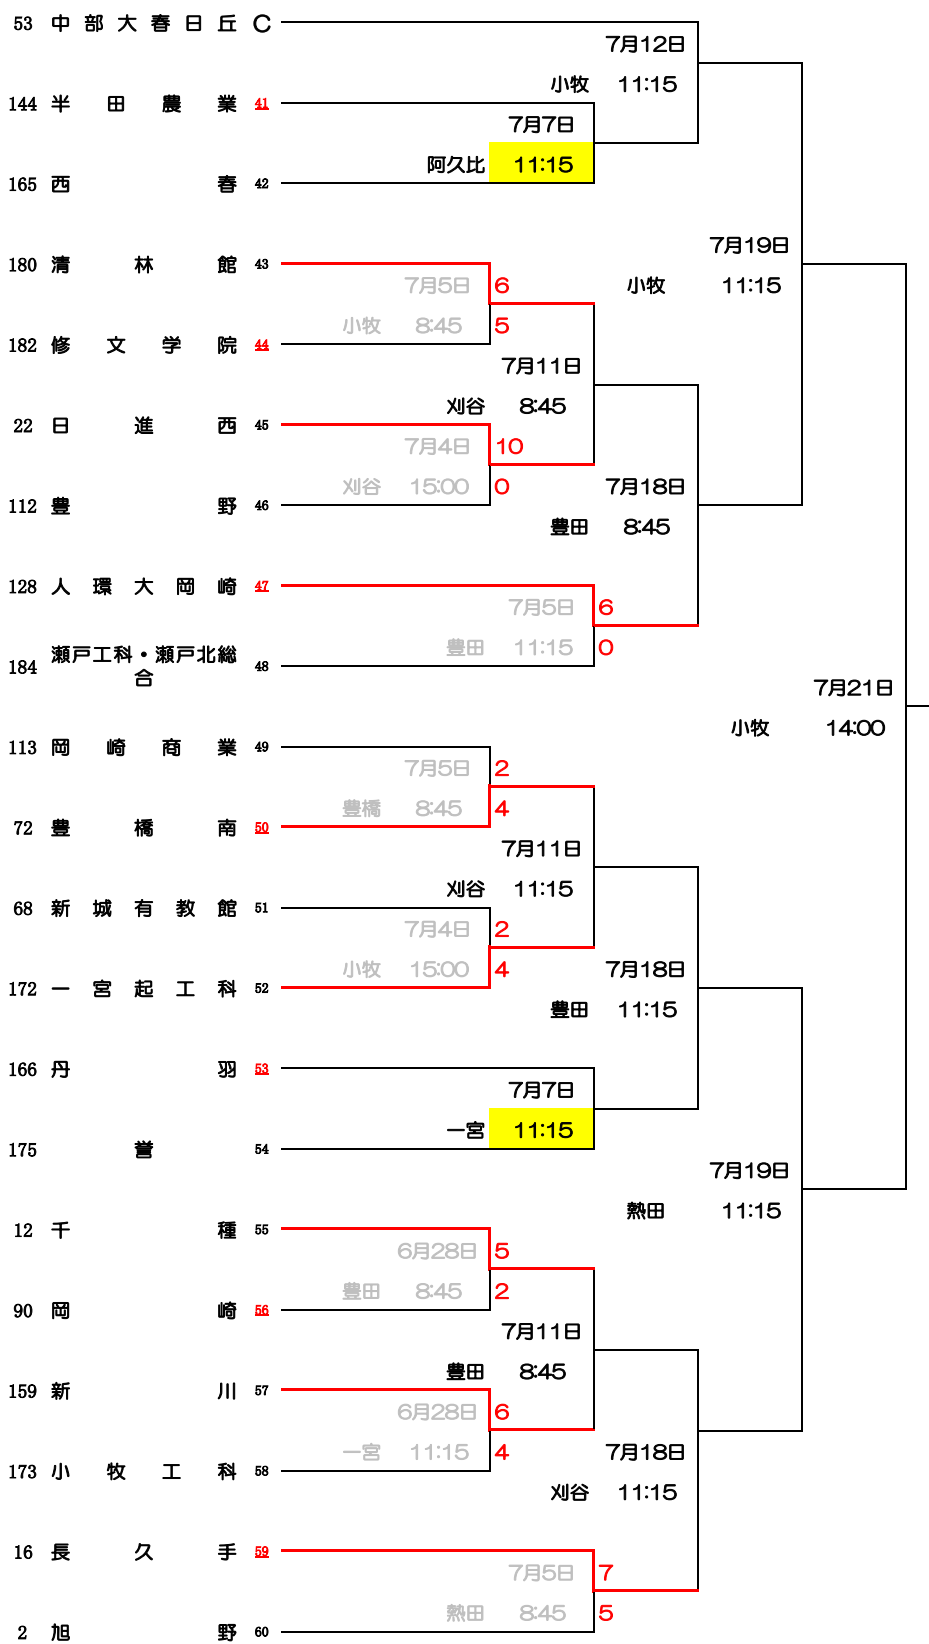 53 中部大春日丘 C
7月12日
小牧 11:15
144 半田農業 41
7月7日
阿久比 11:15
165 西春 42
7月19日
小牧 11:15
180 清林館 43
7月5日 6
小牧 8:45 5
182 修文学院 44
7月11日
刈谷 8:45
22 日進西 45
7月4日 10
刈谷 15:00 0
112 豊野 46
7月18日
豊田 8:45
128 人環大岡崎 47
7月5日 6
豊田 11:15 0
184 瀬戸工科・瀬戸北総
合 48
7月21日
小牧 14:00
113 岡崎商業 49
7月5日 2
豊橋 8:45 4
72 豊橋南 50
7月11日
刈谷 11:15
68 新城有教館 51
7月4日 2
小牧 15:00 4
7月18日
172 一宮起工科 52
豊田 11:15
166 丹羽 53
7月7日
一宮 11:15
175 誉 54
7月19日
熱田 11:15
12 千種 55
6月28日 5
豊田 8:45 2
90 岡崎 56
7月11日
豊田 8:45
159 新川 57
6月28日 6
一宮 11:15 4
7月18日
173 小牧工科 58
刈谷 11:15
16 長久手 59
7月5日 7
熱田 8:45 5
2 旭野 60